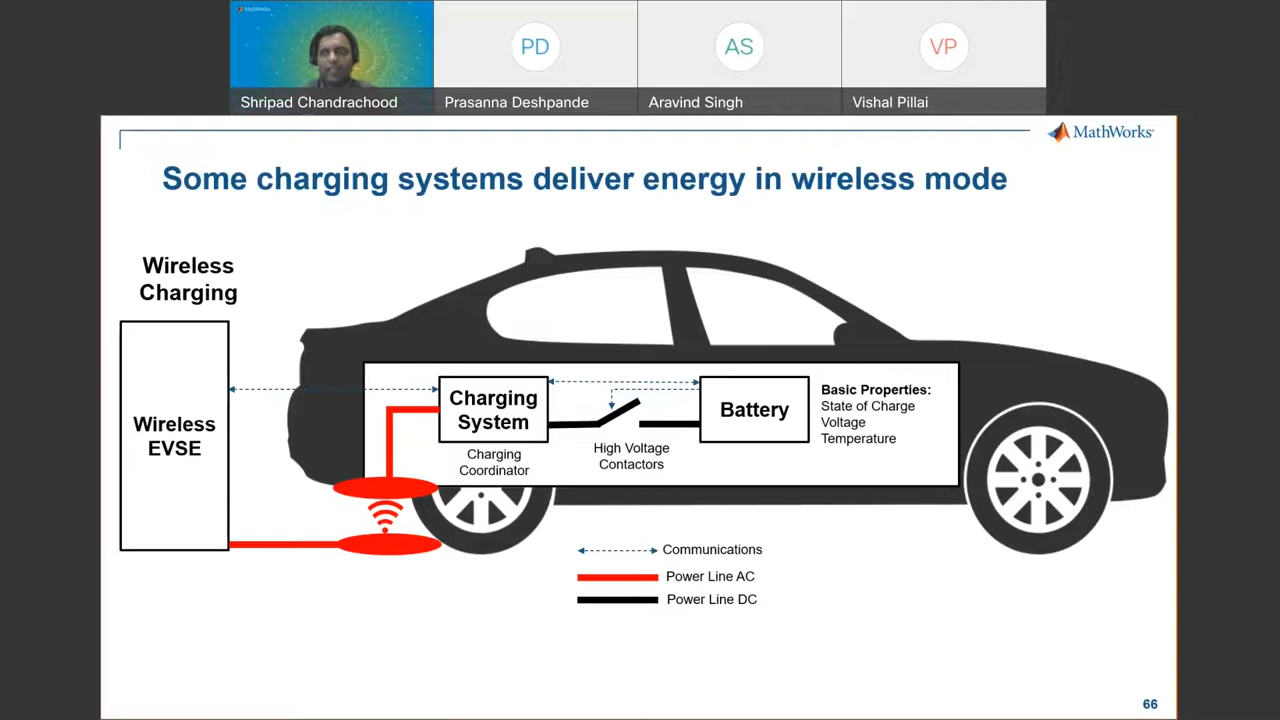 MathWorks
PD
AS
VP
Shripad Chandrachood
Prasanna Deshpande
Aravind Singh
Vishal Pillai
MathWorks
Some charging systems deliver energy in wireless mode
Wireless
Charging
Wireless
EVSE
Charging
System
Charging
Coordinator
High Voltage
Contactors
Battery
Basic Properties:
State of Charge
Voltage
Temperature
Communications
Power Line AC
Power Line DC
66